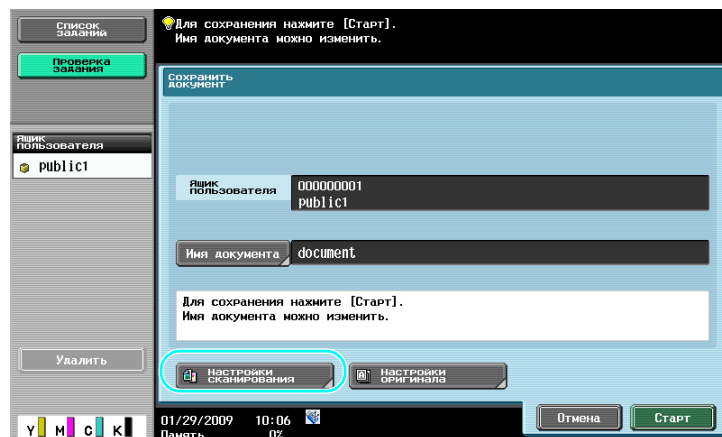 Список
заданий
Для сохранения нажмите [Старт].
Имя документа можно изменить.
Проверка
задания
Сохранить
документ
Ящик
пользователя
public1
Ящик
пользователя
000000001
public1
Имя документа
document
Для сохранения нажмите [Старт].
Имя документа можно изменить.
Удалить
Настройки
сканирования
Настройки
оригинала
01/29/2009 10:06
Память 0%
Отмена
Старт
Y M C K